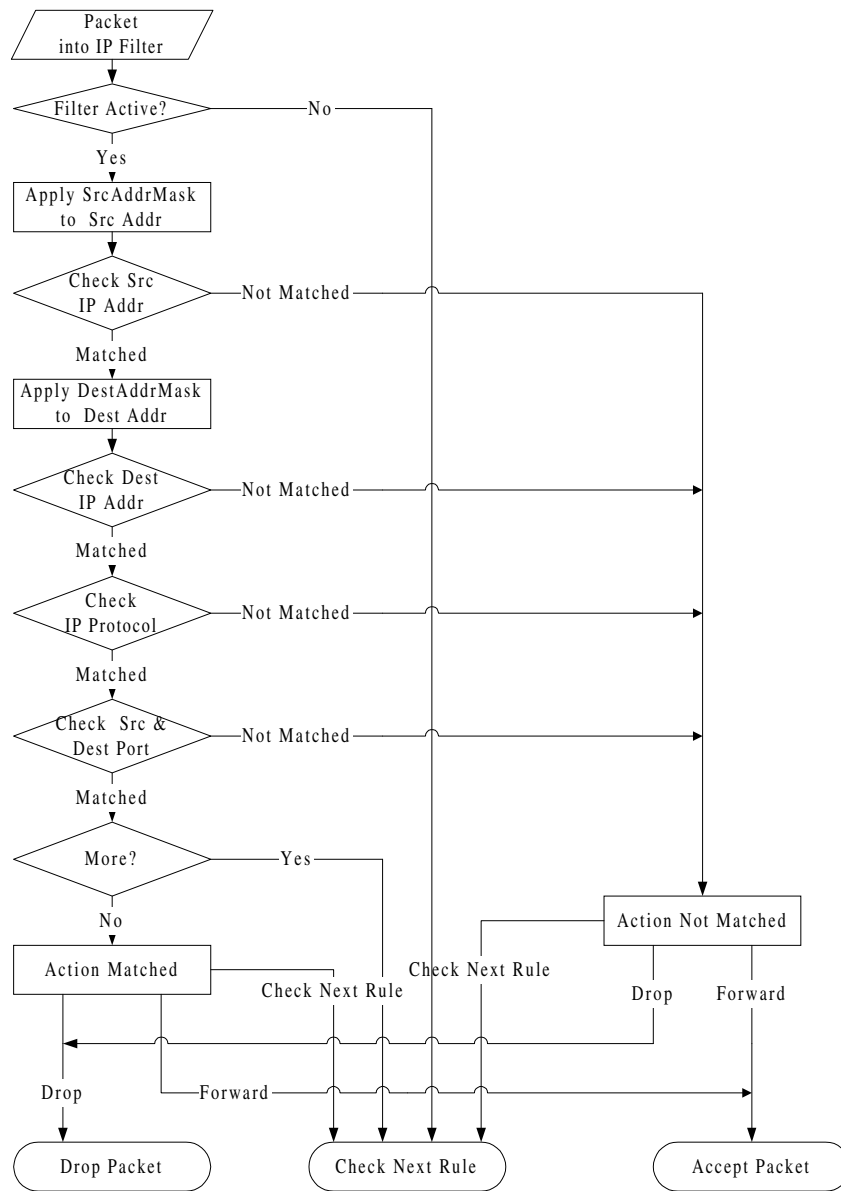 Packet
into IP Filter
Filter Active?
No
Yes
Apply SrcAddrMask
to Src Addr
Check Src
IP Addr
Not Matched
Matched
Apply DestAddrMask
to Dest Addr
Check Dest
IP Addr
Not Matched
Matched
Check
IP Protocol
Not Matched
Matched
Check Src &
Dest Port
Not Matched
Matched
More?
Yes
No
Action Not Matched
Action Matched
Check Next Rule
Check Next Rule
Drop
Forward
Drop
Forward
Drop Packet
Check Next Rule
Accept Packet